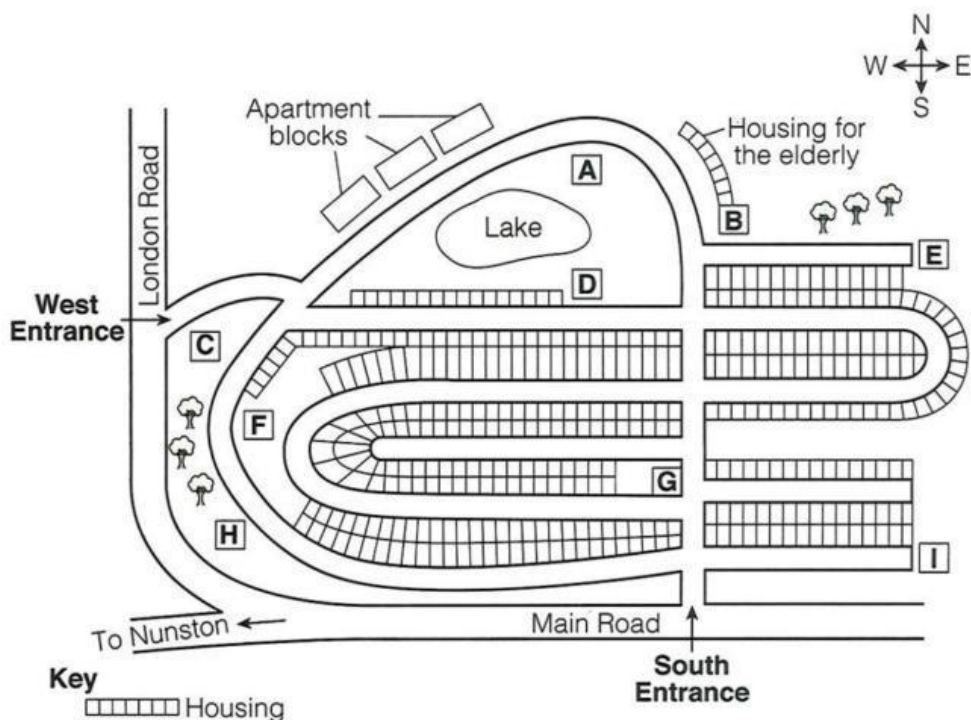 N
W E
S
Apartment
blocks
Housing for
the elderly
London Road
A
B
Lake
E
D
West
Entrance
C
F
G
H
I
To Nunston
Main Road
South
Entrance
Key
Housing